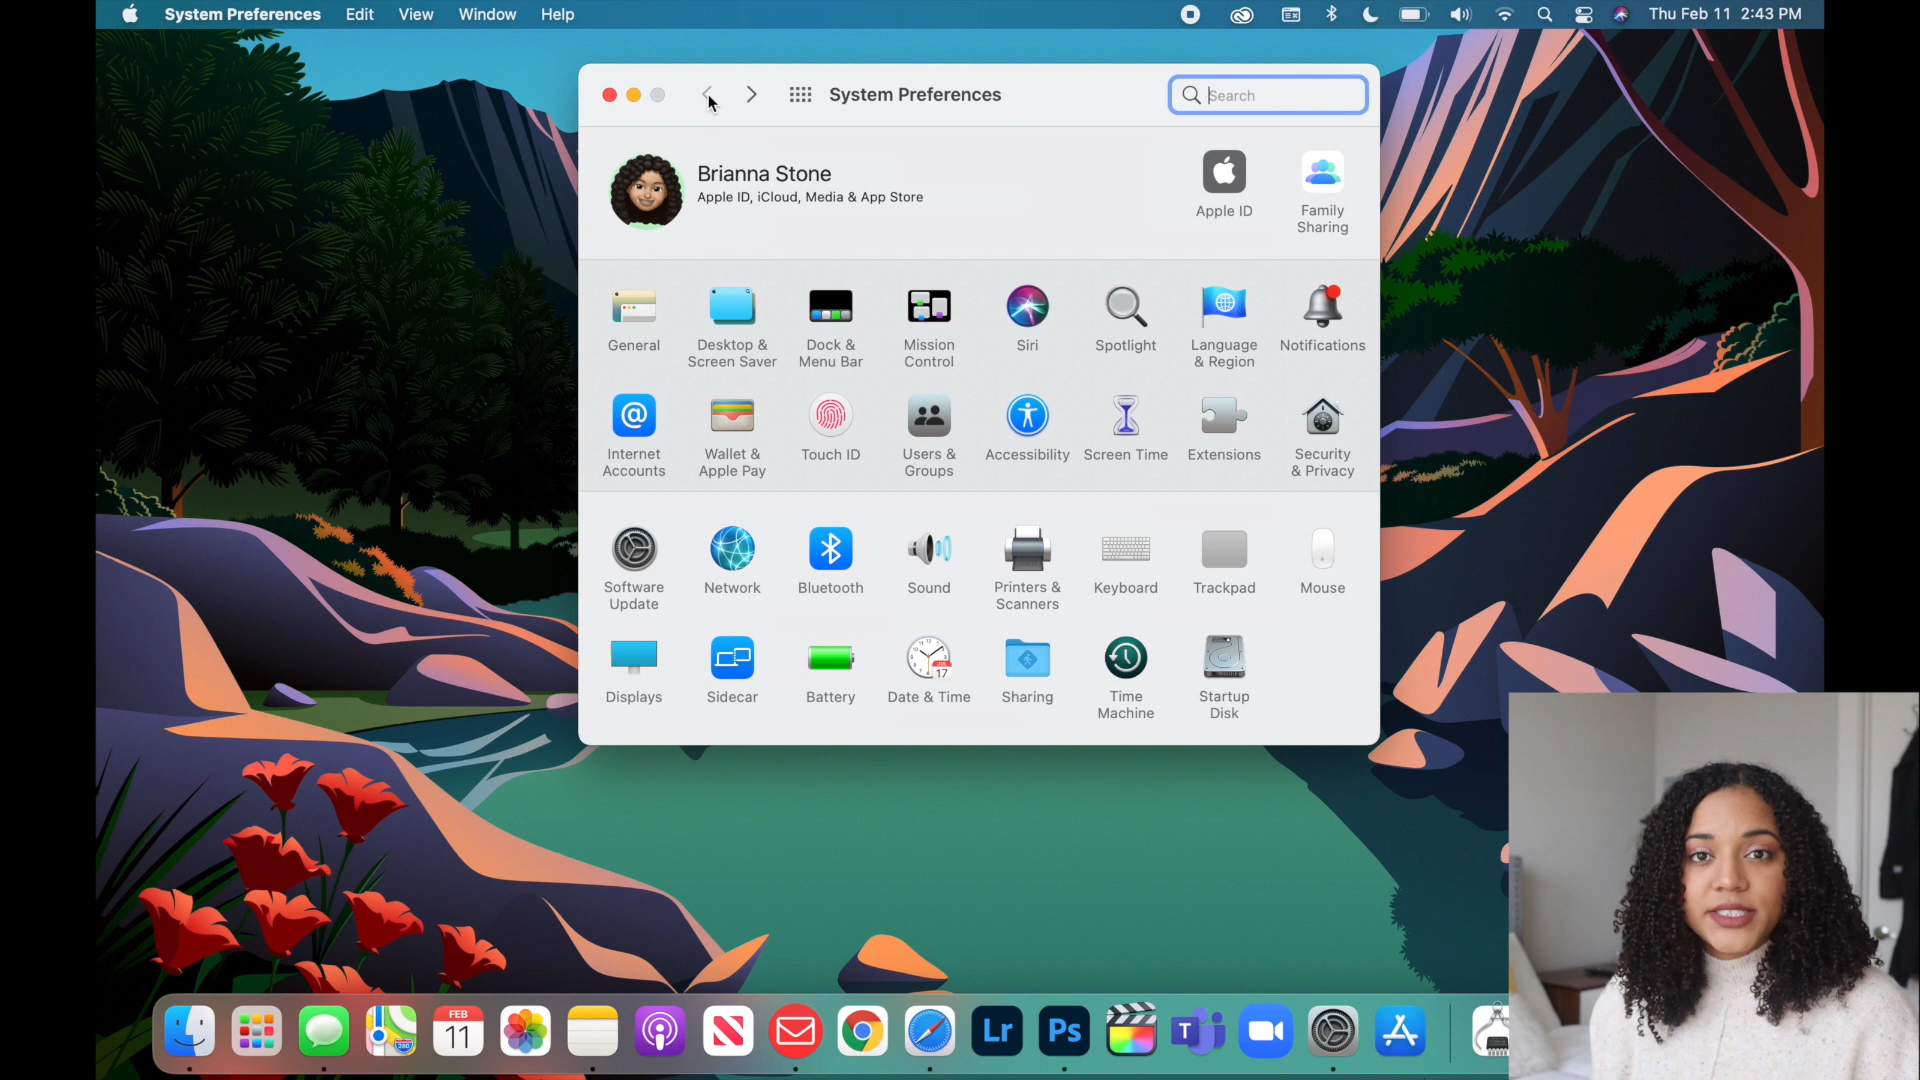 System Preferences Edit View Window Help
Thu Feb 11 2:43 PM
System Preferences
Search
Brianna Stone
Apple ID, iCloud, Media & App Store
Apple ID
Family
Sharing
General
Desktop &
Screen Saver
Dock &
Menu Bar
Mission
Control
Siri
Spotlight
Language
& Region
Notifications
Internet
Accounts
Wallet &
Apple Pay
Touch ID
Users &
Groups
Accessibility
Screen Time
Extensions
Security
& Privacy
Software
Update
Network
Bluetooth
Sound
Printers &
Scanners
Keyboard
Trackpad
Mouse
Displays
Sidecar
JUL
17
Battery
Date & Time
Sharing
Time
Machine
Startup
Disk
280
FEB
11
Lr
Ps
T